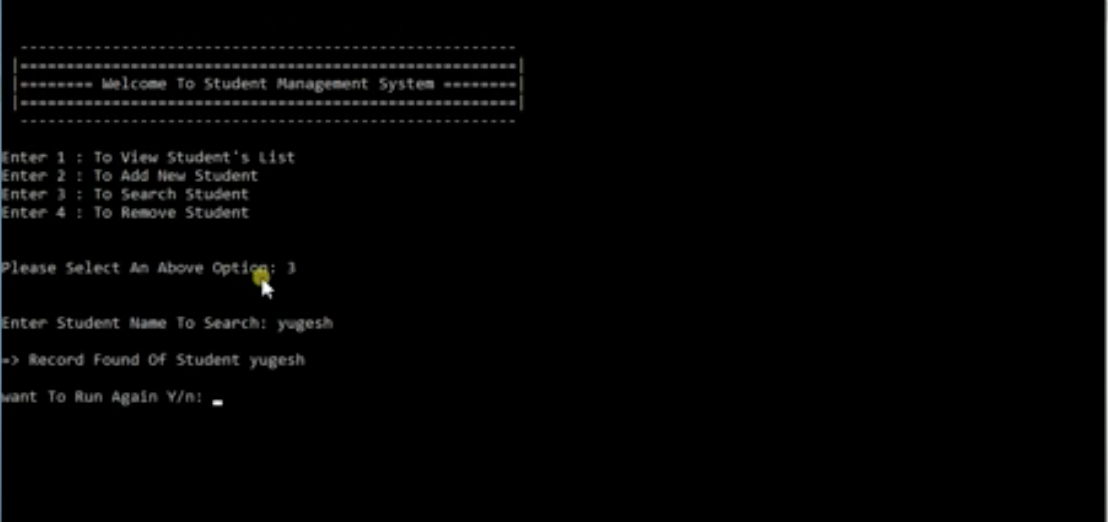 ------------------------------------------------------
|======================================================|
|======== Welcome To Student Management System ========|
|======================================================|
------------------------------------------------------
Enter 1 : To View Student's List
Enter 2 : To Add New Student
Enter 3 : To Search Student
Enter 4 : To Remove Student
Please Select An Above Option: 3
Enter Student Name To Search: yugesh
=> Record Found Of Student yugesh
want To Run Again Y/n: